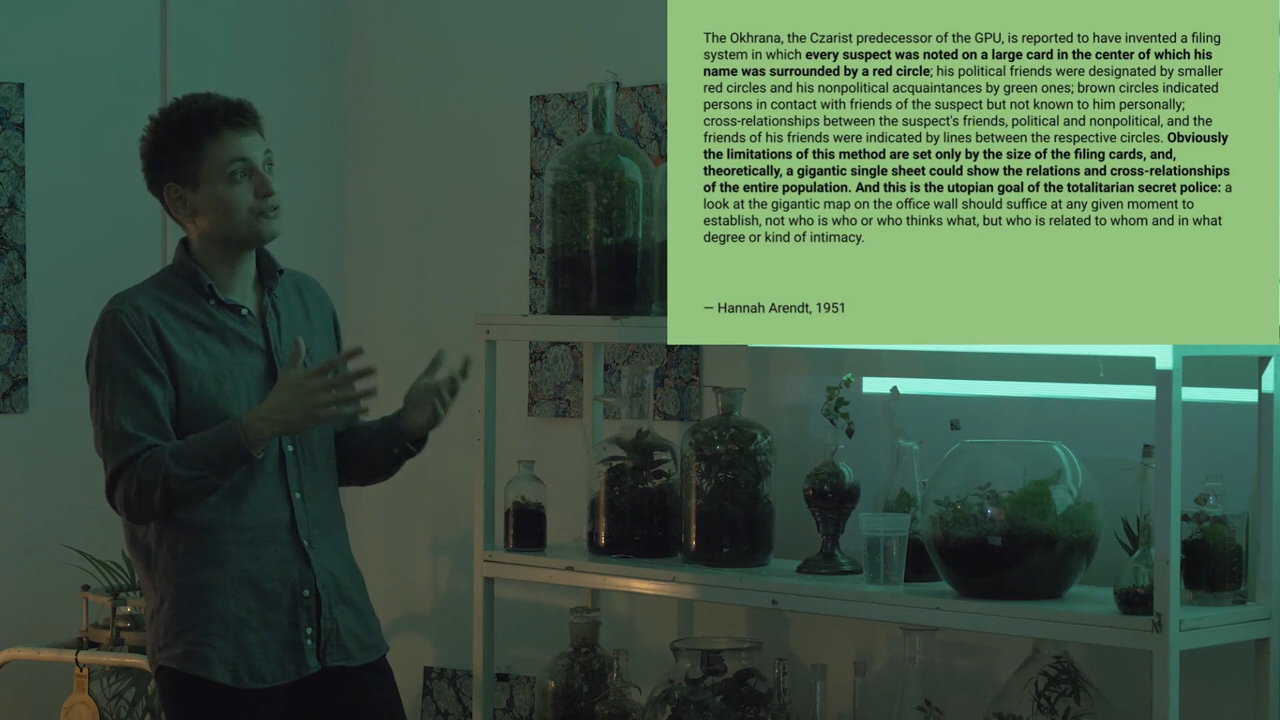 The Okhrana, the Czarist predecessor of the GPU, is reported to have invented a filing
system in which every suspect was noted on a large card in the center of which his
name was surrounded by a red circle; his political friends were designated by smaller
red circles and his nonpolitical acquaintances by green ones; brown circles indicated
persons in contact with friends of the suspect but not known to him personally;
cross-relationships between the suspect's friends, political and nonpolitical, and the
friends of his friends were indicated by lines between the respective circles. Obviously
the limitations of this method are set only by the size of the filing cards, and,
theoretically, a gigantic single sheet could show the relations and cross-relationships
of the entire population. And this is the utopian goal of the totalitarian secret police: a
look at the gigantic map on the office wall should suffice at any given moment to
establish, not who is who or who thinks what, but who is related to whom and in what
degree or kind of intimacy.
— Hannah Arendt, 1951